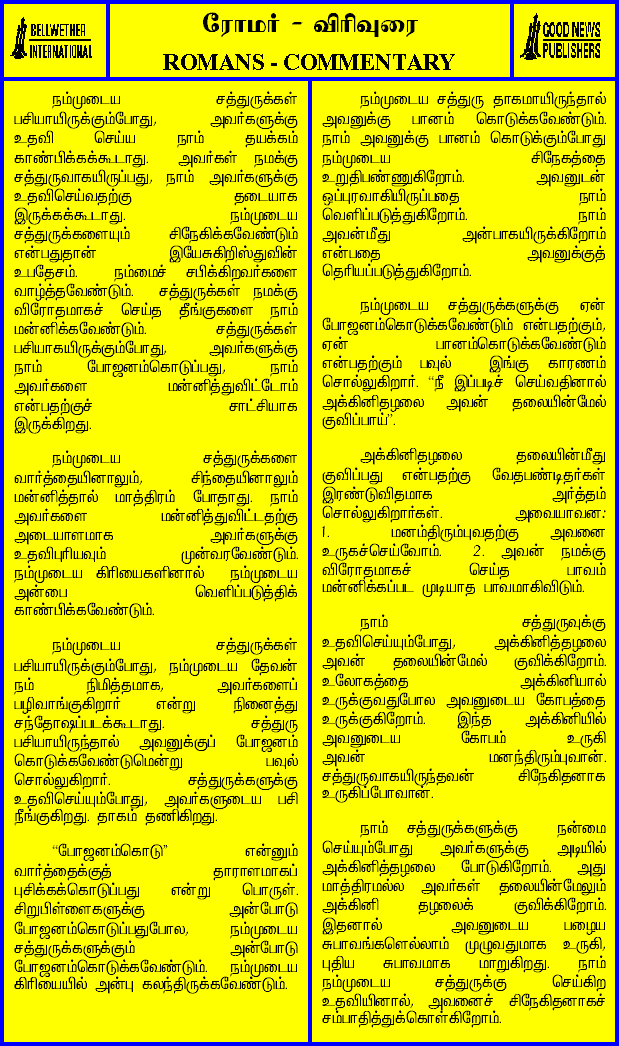 BELLWETHER
INTERNATIONAL
ரோமர் - விரிவுரை
ROMANS - COMMENTARY
GOOD NEWS
PUBLISHERS
நம்முடைய சத்துருக்கள்
பசியாயிருக்கும்போது, அவர்களுக்கு
உதவி செய்ய நாம் தயக்கம்
காண்பிக்கக்கூடாது. அவர்கள் நமக்கு
சத்துருவாகயிருப்பது, நாம் அவர்களுக்கு
உதவிசெய்வதற்கு தடையாக
இருக்கக்கூடாது. நம்முடைய
சத்துருக்களையும் சிநேகிக்கவேண்டும்
என்பதுதான் இயேசுகிறிஸ்துவின்
உபதேசம். நம்மைச் சபிக்கிறவர்களை
வாழ்த்தவேண்டும். சத்துருக்கள் நமக்கு
விரோதமாகச் செய்த தீங்குகளை நாம்
மன்னிக்கவேண்டும். சத்துருக்கள்
பசியாகயிருக்கும்போது, அவர்களுக்கு
நாம் போஜனம்கொடுப்பது, நாம்
அவர்களை மன்னித்துவிட்டோம்
என்பதற்குச் சாட்சியாக
இருக்கிறது.
நம்முடைய சத்துருக்களை
வார்த்தையினாலும், சிந்தையினாலும்
மன்னித்தால் மாத்திரம் போதாது. நாம்
அவர்களை மன்னித்துவிட்டதற்கு
அடையாளமாக அவர்களுக்கு
உதவிபுரியவும் முன்வரவேண்டும்.
நம்முடைய கிரியைகளினால் நம்முடைய
அன்பை வெளிப்படுத்திக்
காண்பிக்கவேண்டும்.
நம்முடைய சத்துருக்கள்
பசியாயிருக்கும்போது, நம்முடைய தேவன்
நம் நிமித்தமாக, அவர்களைப்
பழிவாங்குகிறார் என்று நினைத்து
சந்தோஷப்படக்கூடாது. சத்துரு
பசியாயிருந்தால் அவனுக்குப் போஜனம்
கொடுக்கவேண்டுமென்று பவுல்
சொல்லுகிறார். சத்துருக்களுக்கு
உதவிசெய்யும்போது, அவர்களுடைய பசி
நீங்குகிறது. தாகம் தணிகிறது.
“போஜனம்கொடு” என்னும்
வார்த்தைக்குத் தாராளமாகப்
புசிக்கக்கொடுப்பது என்று பொருள்.
சிறுபிள்ளைகளுக்கு அன்போடு
போஜனம்கொடுப்பதுபோல, நம்முடைய
சத்துருக்களுக்கும் அன்போடு
போஜனம்கொடுக்கவேண்டும். நம்முடைய
கிரியையில் அன்பு கலந்திருக்கவேண்டும்.
நம்முடைய சத்துரு தாகமாயிருந்தால்
அவனுக்கு பானம் கொடுக்கவேண்டும்.
நாம் அவனுக்கு பானம் கொடுக்கும்போது
நம்முடைய சிநேகத்தை
உறுதிபண்ணுகிறோம். அவனுடன்
ஒப்புரவாகியிருப்பதை நாம்
வெளிப்படுத்துகிறோம். நாம்
அவன்மீது அன்பாகயிருக்கிறோம்
என்பதை அவனுக்குத்
தெரியப்படுத்துகிறோம்.
நம்முடைய சத்துருக்களுக்கு ஏன்
போஜனம்கொடுக்கவேண்டும் என்பதற்கும்,
ஏன் பானம்கொடுக்கவேண்டும்
என்பதற்கும் பவுல் இங்கு காரணம்
சொல்லுகிறார். “நீ இப்படிச் செய்வதினால்
அக்கினிதழலை அவன் தலையின்மேல்
குவிப்பாய்”.
அக்கினிதழலை தலையின்மீது
குவிப்பது என்பதற்கு வேதபண்டிதர்கள்
இரண்டுவிதமாக அர்த்தம்
சொல்லுகிறார்கள். அவையாவன:
1. மனம்திரும்புவதற்கு அவனை
உருகச்செய்வோம். 2. அவன் நமக்கு
விரோதமாகச் செய்த பாவம்
மன்னிக்கப்பட முடியாத பாவமாகிவிடும்.
நாம் சத்துருவுக்கு
உதவிசெய்யும்போது, அக்கினித்தழலை
அவன் தலையின்மேல் குவிக்கிறோம்.
உலோகத்தை அக்கினியால்
உருக்குவதுபோல அவனுடைய கோபத்தை
உருக்குகிறோம். இந்த அக்கினியில்
அவனுடைய கோபம் உருகி
அவன் மனந்திரும்புவான்.
சத்துருவாகயிருந்தவன் சிநேகிதனாக
உருகிப்போவான்.
நாம் சத்துருக்களுக்கு நன்மை
செய்யும்போது அவர்களுக்கு அடியில்
அக்கினித்தழலை போடுகிறோம். அது
மாத்திரமல்ல அவர்கள் தலையின்மேலும்
அக்கினி தழலைக் குவிக்கிறோம்.
இதனால் அவனுடைய பழைய
சுபாவங்களெல்லாம் முழுவதுமாக உருகி,
புதிய சுபாவமாக மாறுகிறது. நாம்
நம்முடைய சத்துருக்கு செய்கிற
உதவியினால், அவனைச் சிநேகிதனாகச்
சம்பாதித்துக்கொள்கிறோம்.